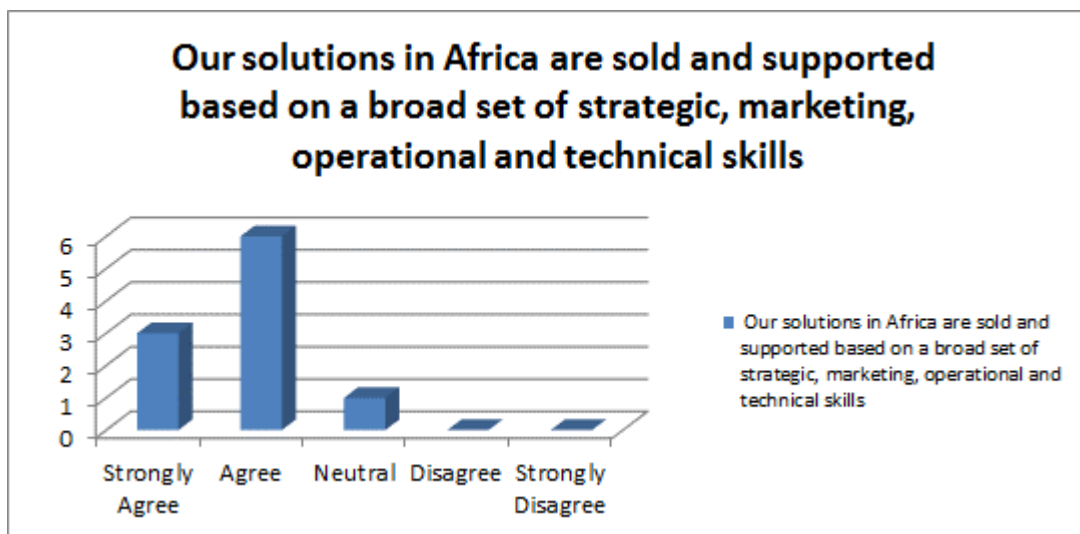 Our solutions in Africa are sold and supported
based on a broad set of strategic, marketing,
operational and technical skills
6
5
4
3
2
1
0
Strongly Agree
Agree
Neutral
Disagree
Strongly Disagree
Our solutions in Africa are sold and
supported based on a broad set of
strategic, marketing, operational and
technical skills